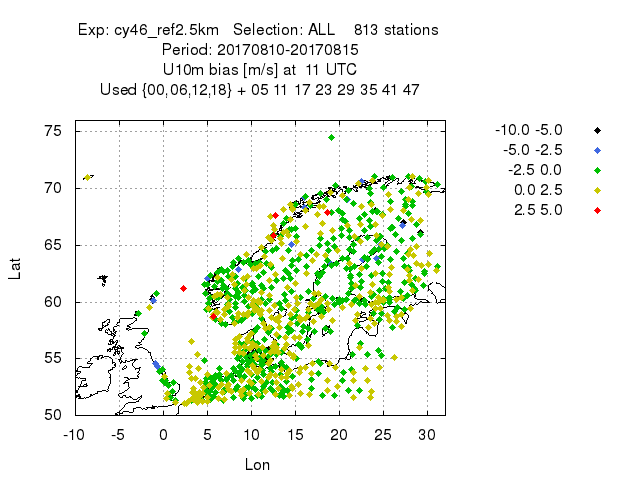 Exp: cy46_ref2.5km   Selection: ALL    813 stations
Period: 20170810-20170815
U10m bias [m/s] at  11 UTC
Used {00,06,12,18} + 05 11 17 23 29 35 41 47
-10.0 -5.0
-5.0 -2.5
-2.5 0.0
0.0 2.5
2.5 5.0
75
70
65
60
55
50
Lat
-10 -5 0 5 10 15 20 25 30
Lon